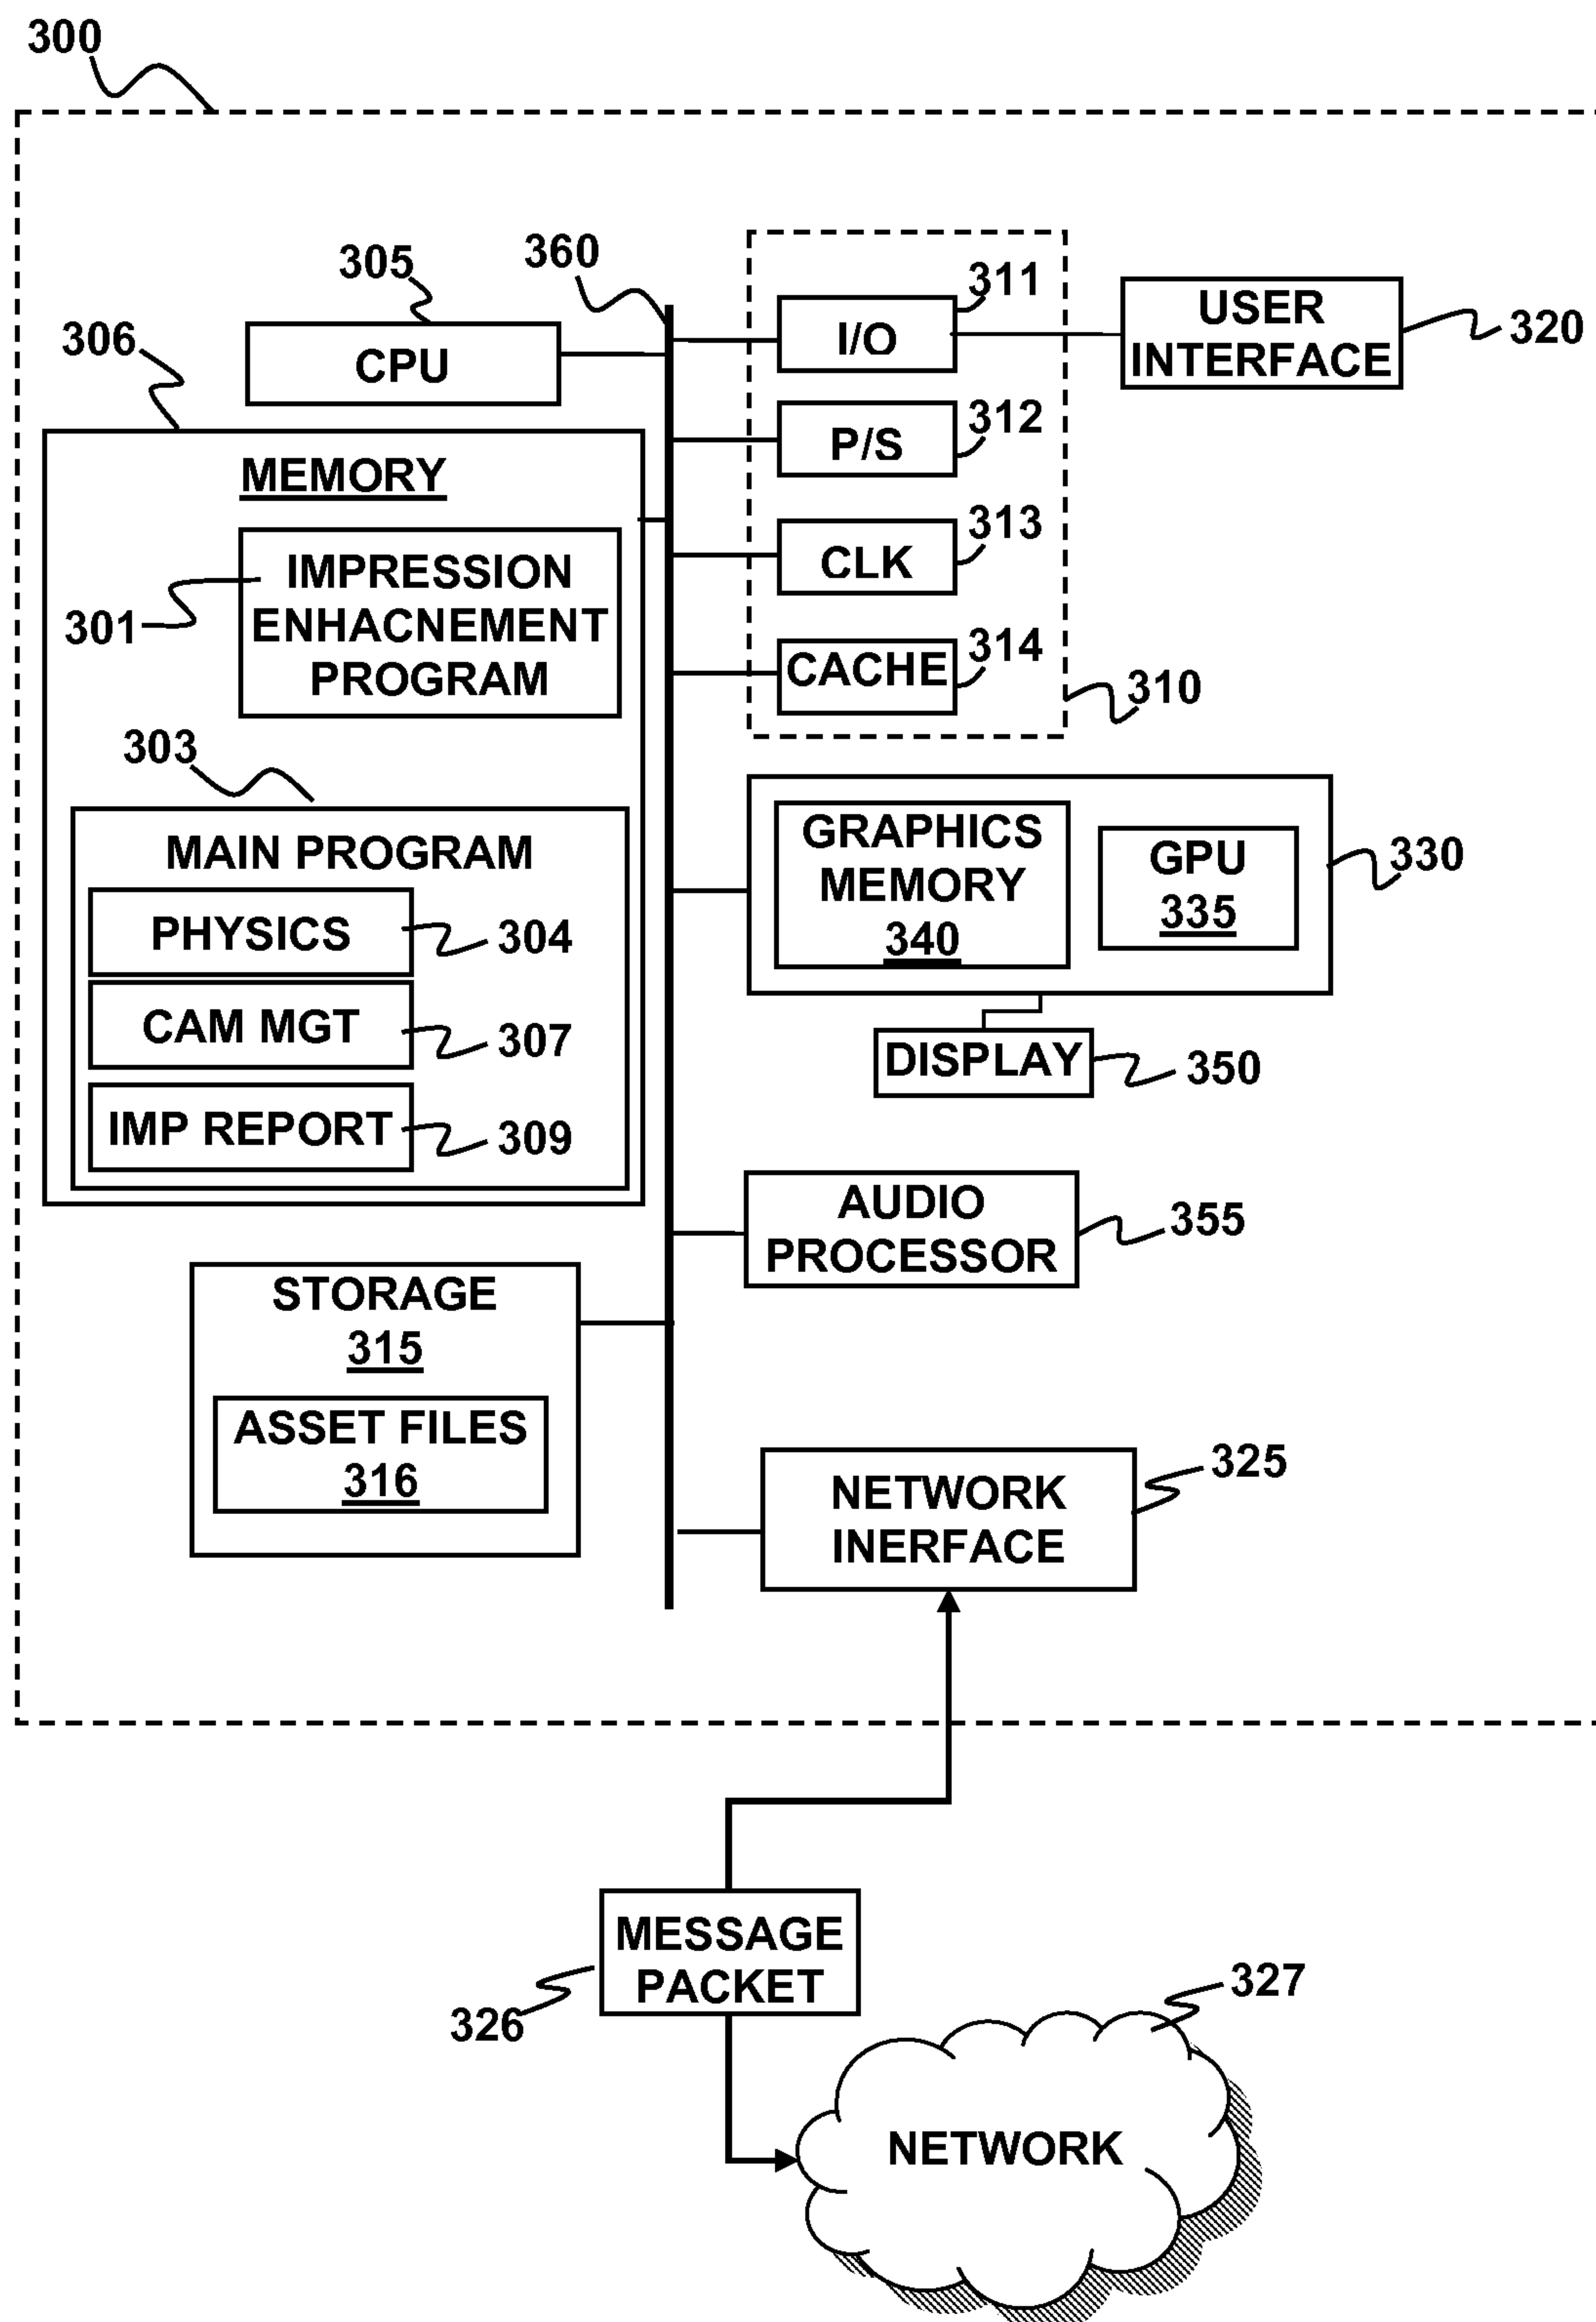 300
305
360
306
CPU
311
I/O
USER
INTERFACE
320
312
P/S
MEMORY
313
CLK
IMPRESSION
ENHACNEMENT
PROGRAM
301
314
CACHE
310
303
MAIN PROGRAM
PHYSICS
304
CAM MGT
307
IMP REPORT
309
GRAPHICS
MEMORY
340
GPU
335
330
DISPLAY
350
AUDIO
PROCESSOR
355
STORAGE
315
ASSET FILES
316
NETWORK
INERFACE
325
MESSAGE
PACKET
326
327
NETWORK